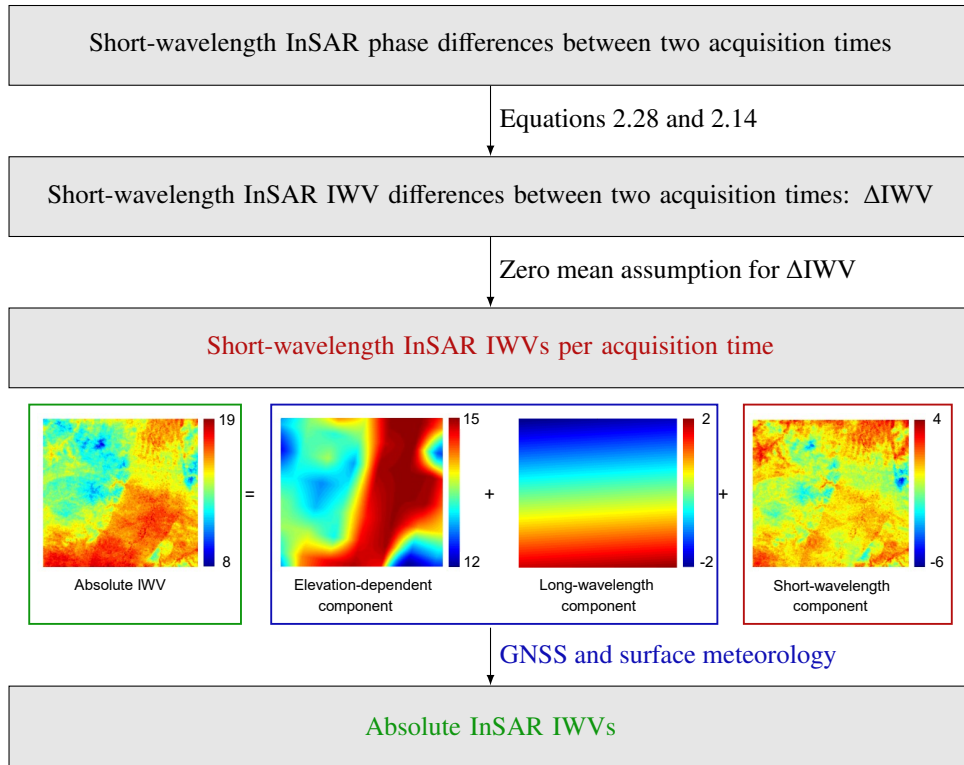 Short-wavelength InSAR phase differences between two acquisition times
Equations 2.28 and 2.14
Short-wavelength InSAR IWV differences between two acquisition times: ΔIWV
Zero mean assumption for ΔIWV
Short-wavelength InSAR IWVs per acquisition time
19
8
Absolute IWV
=
15
12
Elevation-dependent
component
+
2
-2
Long-wavelength
component
+
4
-6
Short-wavelength
component
GNSS and surface meteorology
Absolute InSAR IWVs